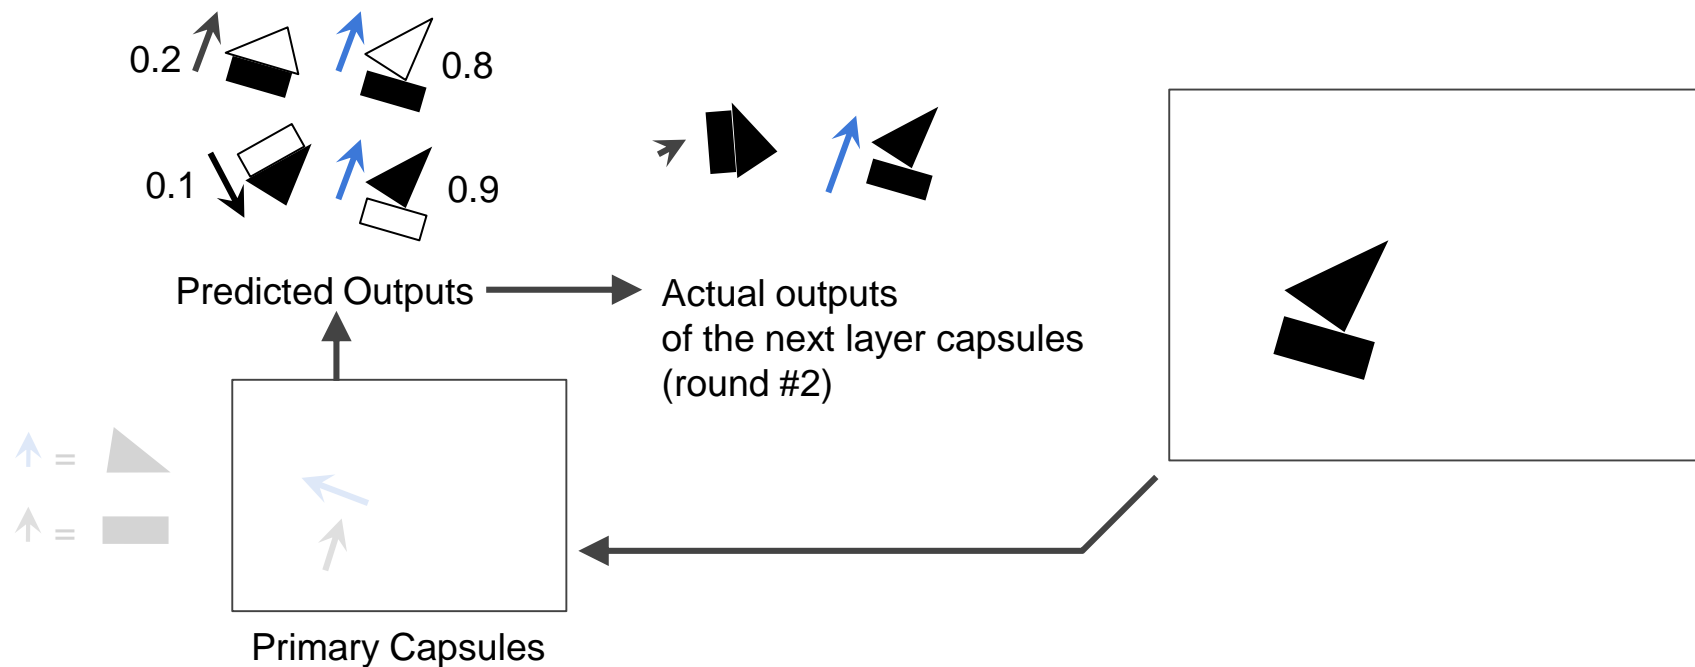 0.2
0.8
0.1
0.9
Predicted Outputs
Actual outputs
of the next layer capsules
(round #2)
=
=
Primary Capsules